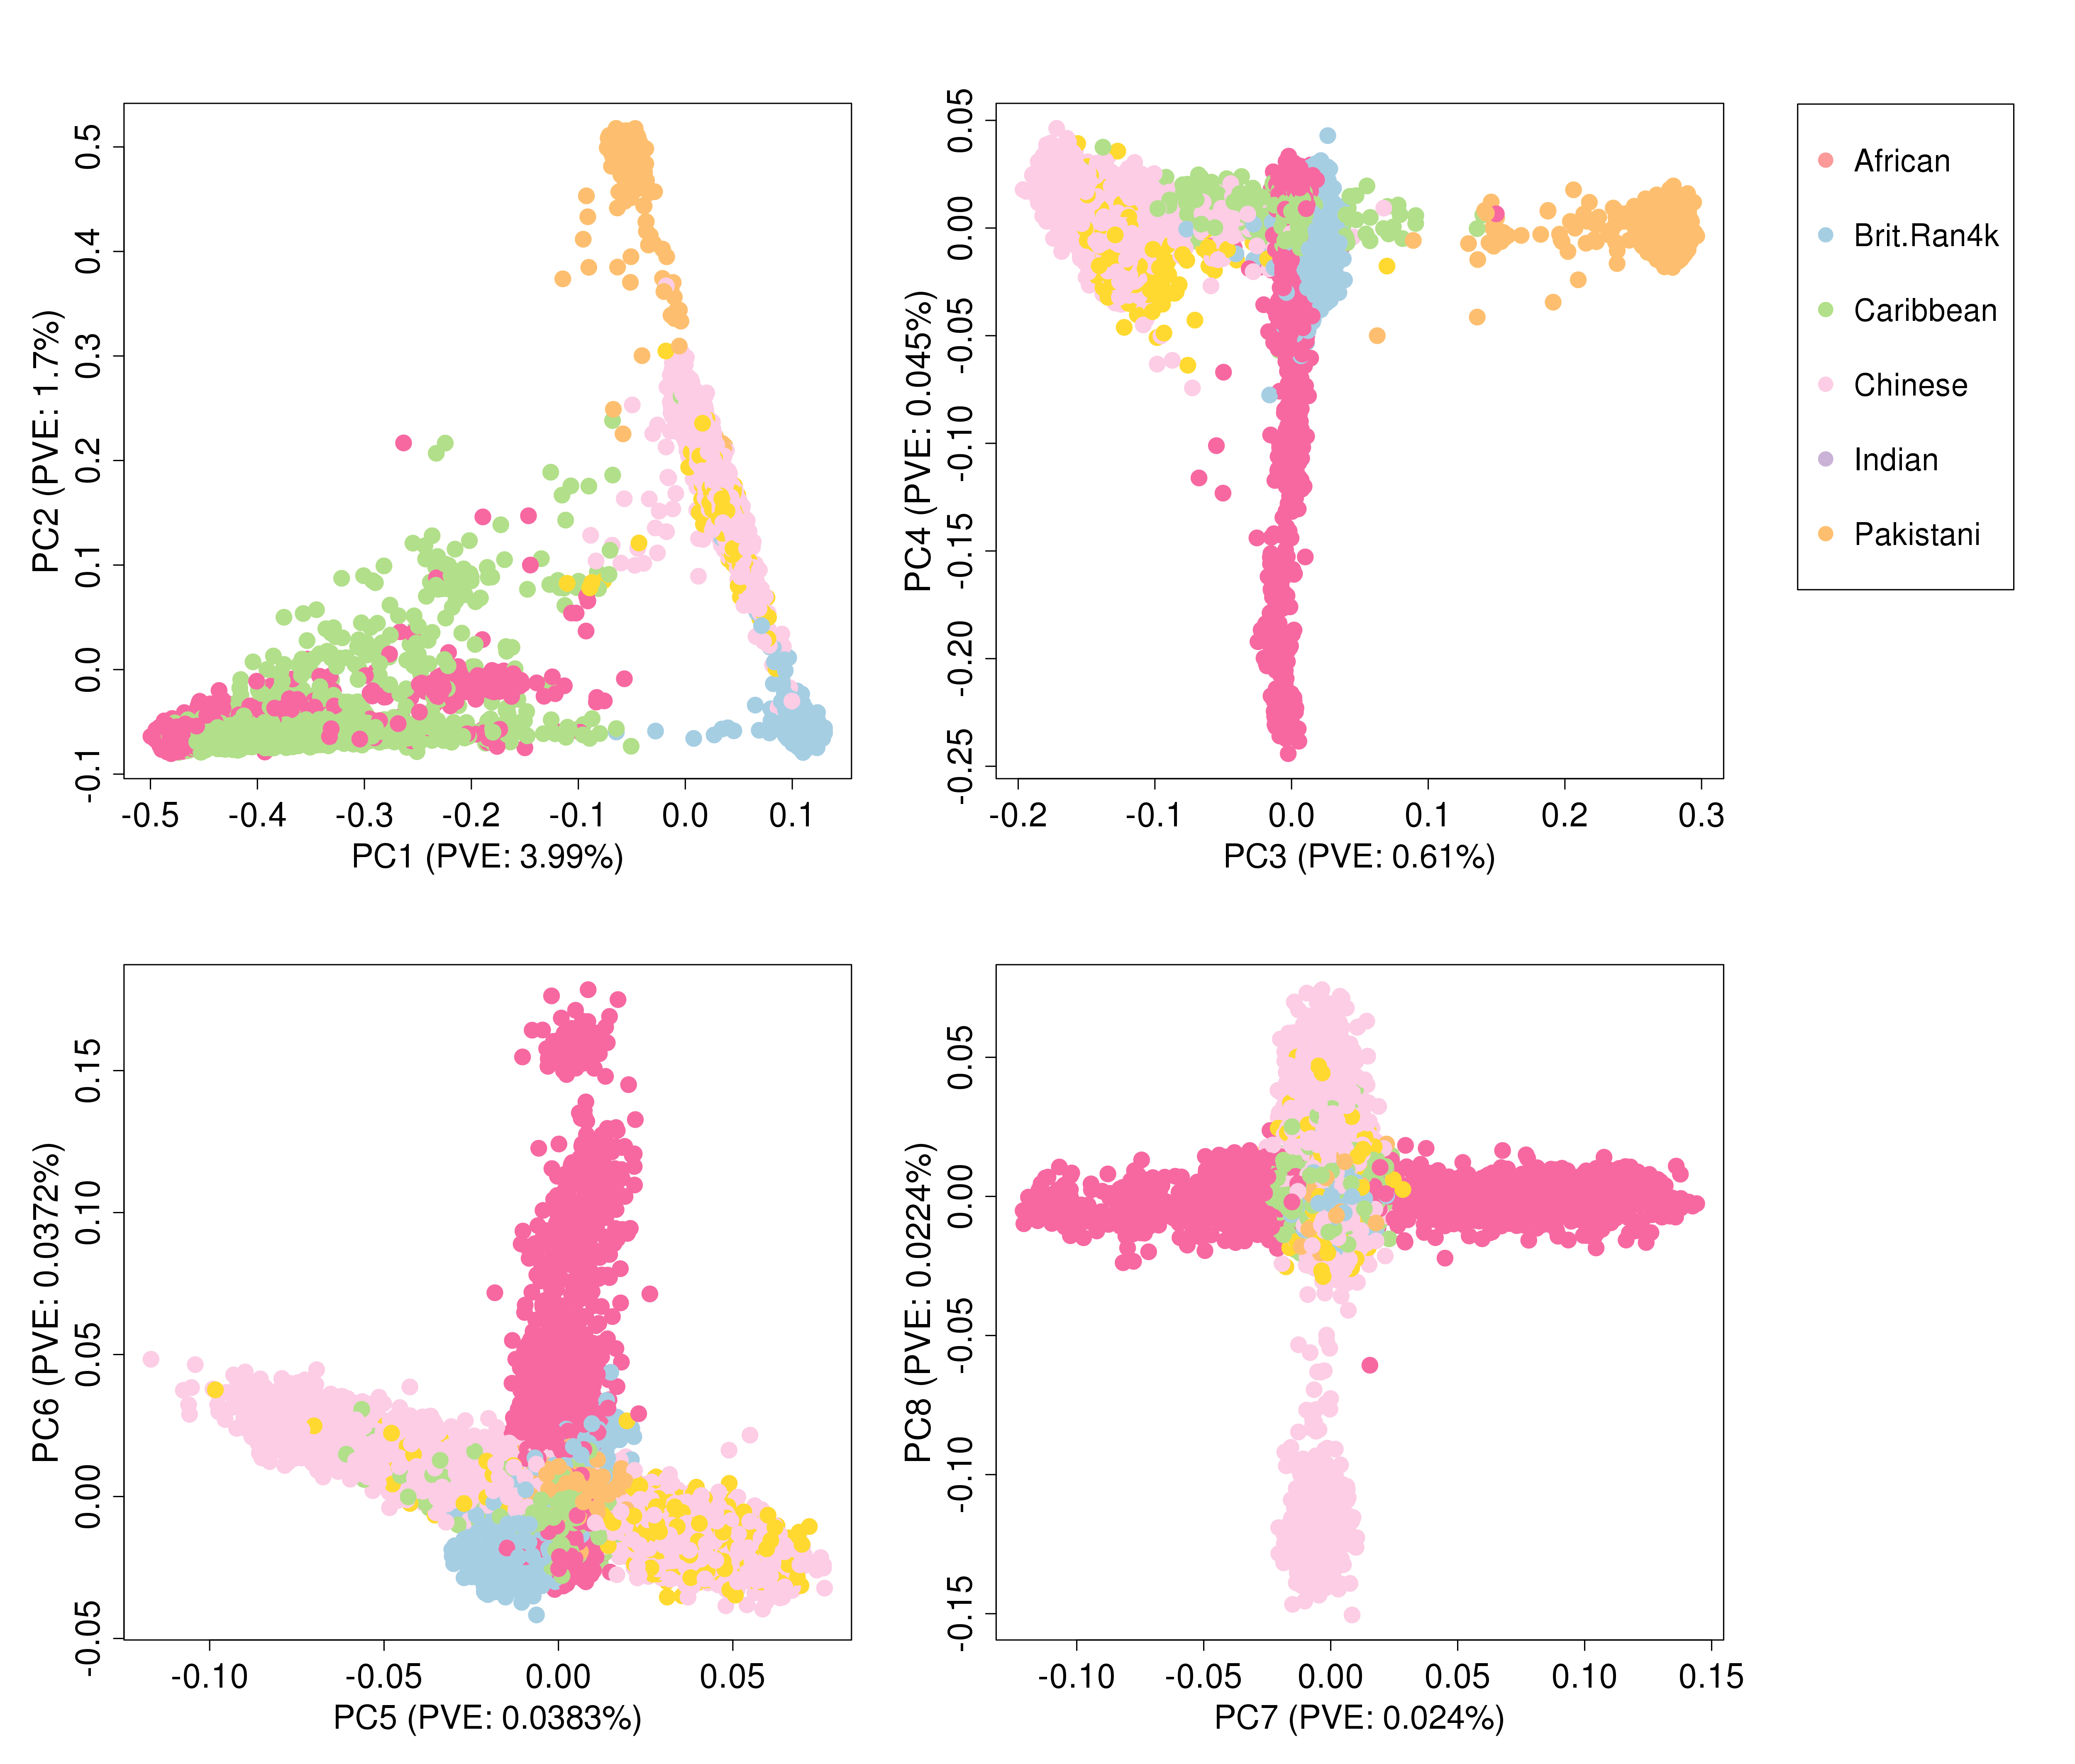 0.5
0.4
0.3
0.2
0.1
0.0
-0.1
PC2 (PVE: 1.7%)
-0.5 -0.4 -0.3 -0.2 -0.1 0.0 0.1
PC1 (PVE: 3.99%)
0.05
0.00
-0.05
-0.10
-0.15
-0.20
-0.25
PC4 (PVE: 0.045%)
-0.2 -0.1 0.0 0.1 0.2 0.3
PC3 (PVE: 0.61%)
African
Brit.Ran4k
Caribbean
Chinese
Indian
Pakistani
0.15
0.10
0.05
0.00
-0.05
PC6 (PVE: 0.0372%)
-0.10 -0.05 0.00 0.05
PC5 (PVE: 0.0383%)
0.05
0.00
-0.05
-0.10
-0.15
PC8 (PVE: 0.0224%)
-0.10 -0.05 0.00 0.05 0.10 0.15
PC7 (PVE: 0.024%)